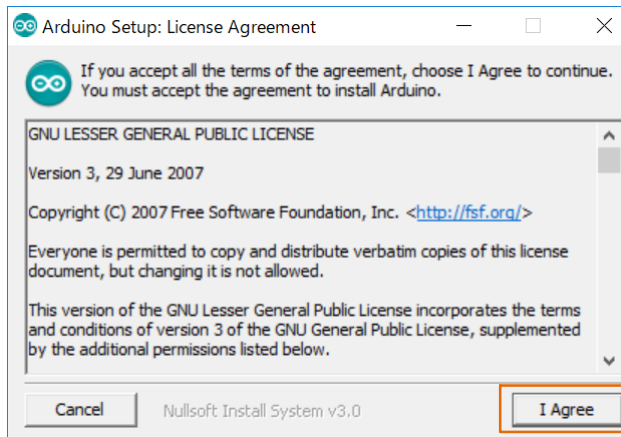 Arduino Setup: License Agreement
If you accept all the terms of the agreement, choose I Agree to continue.
You must accept the agreement to install Arduino.
GNU LESSER GENERAL PUBLIC LICENSE
Version 3, 29 June 2007
Copyright (C) 2007 Free Software Foundation, Inc. <http://fsf.org/>
Everyone is permitted to copy and distribute verbatim copies of this license
document, but changing it is not allowed.
This version of the GNU Lesser General Public License incorporates the terms
and conditions of version 3 of the GNU General Public License, supplemented
by the additional permissions listed below.
Cancel Nullsoft Install System v3.0 I Agree